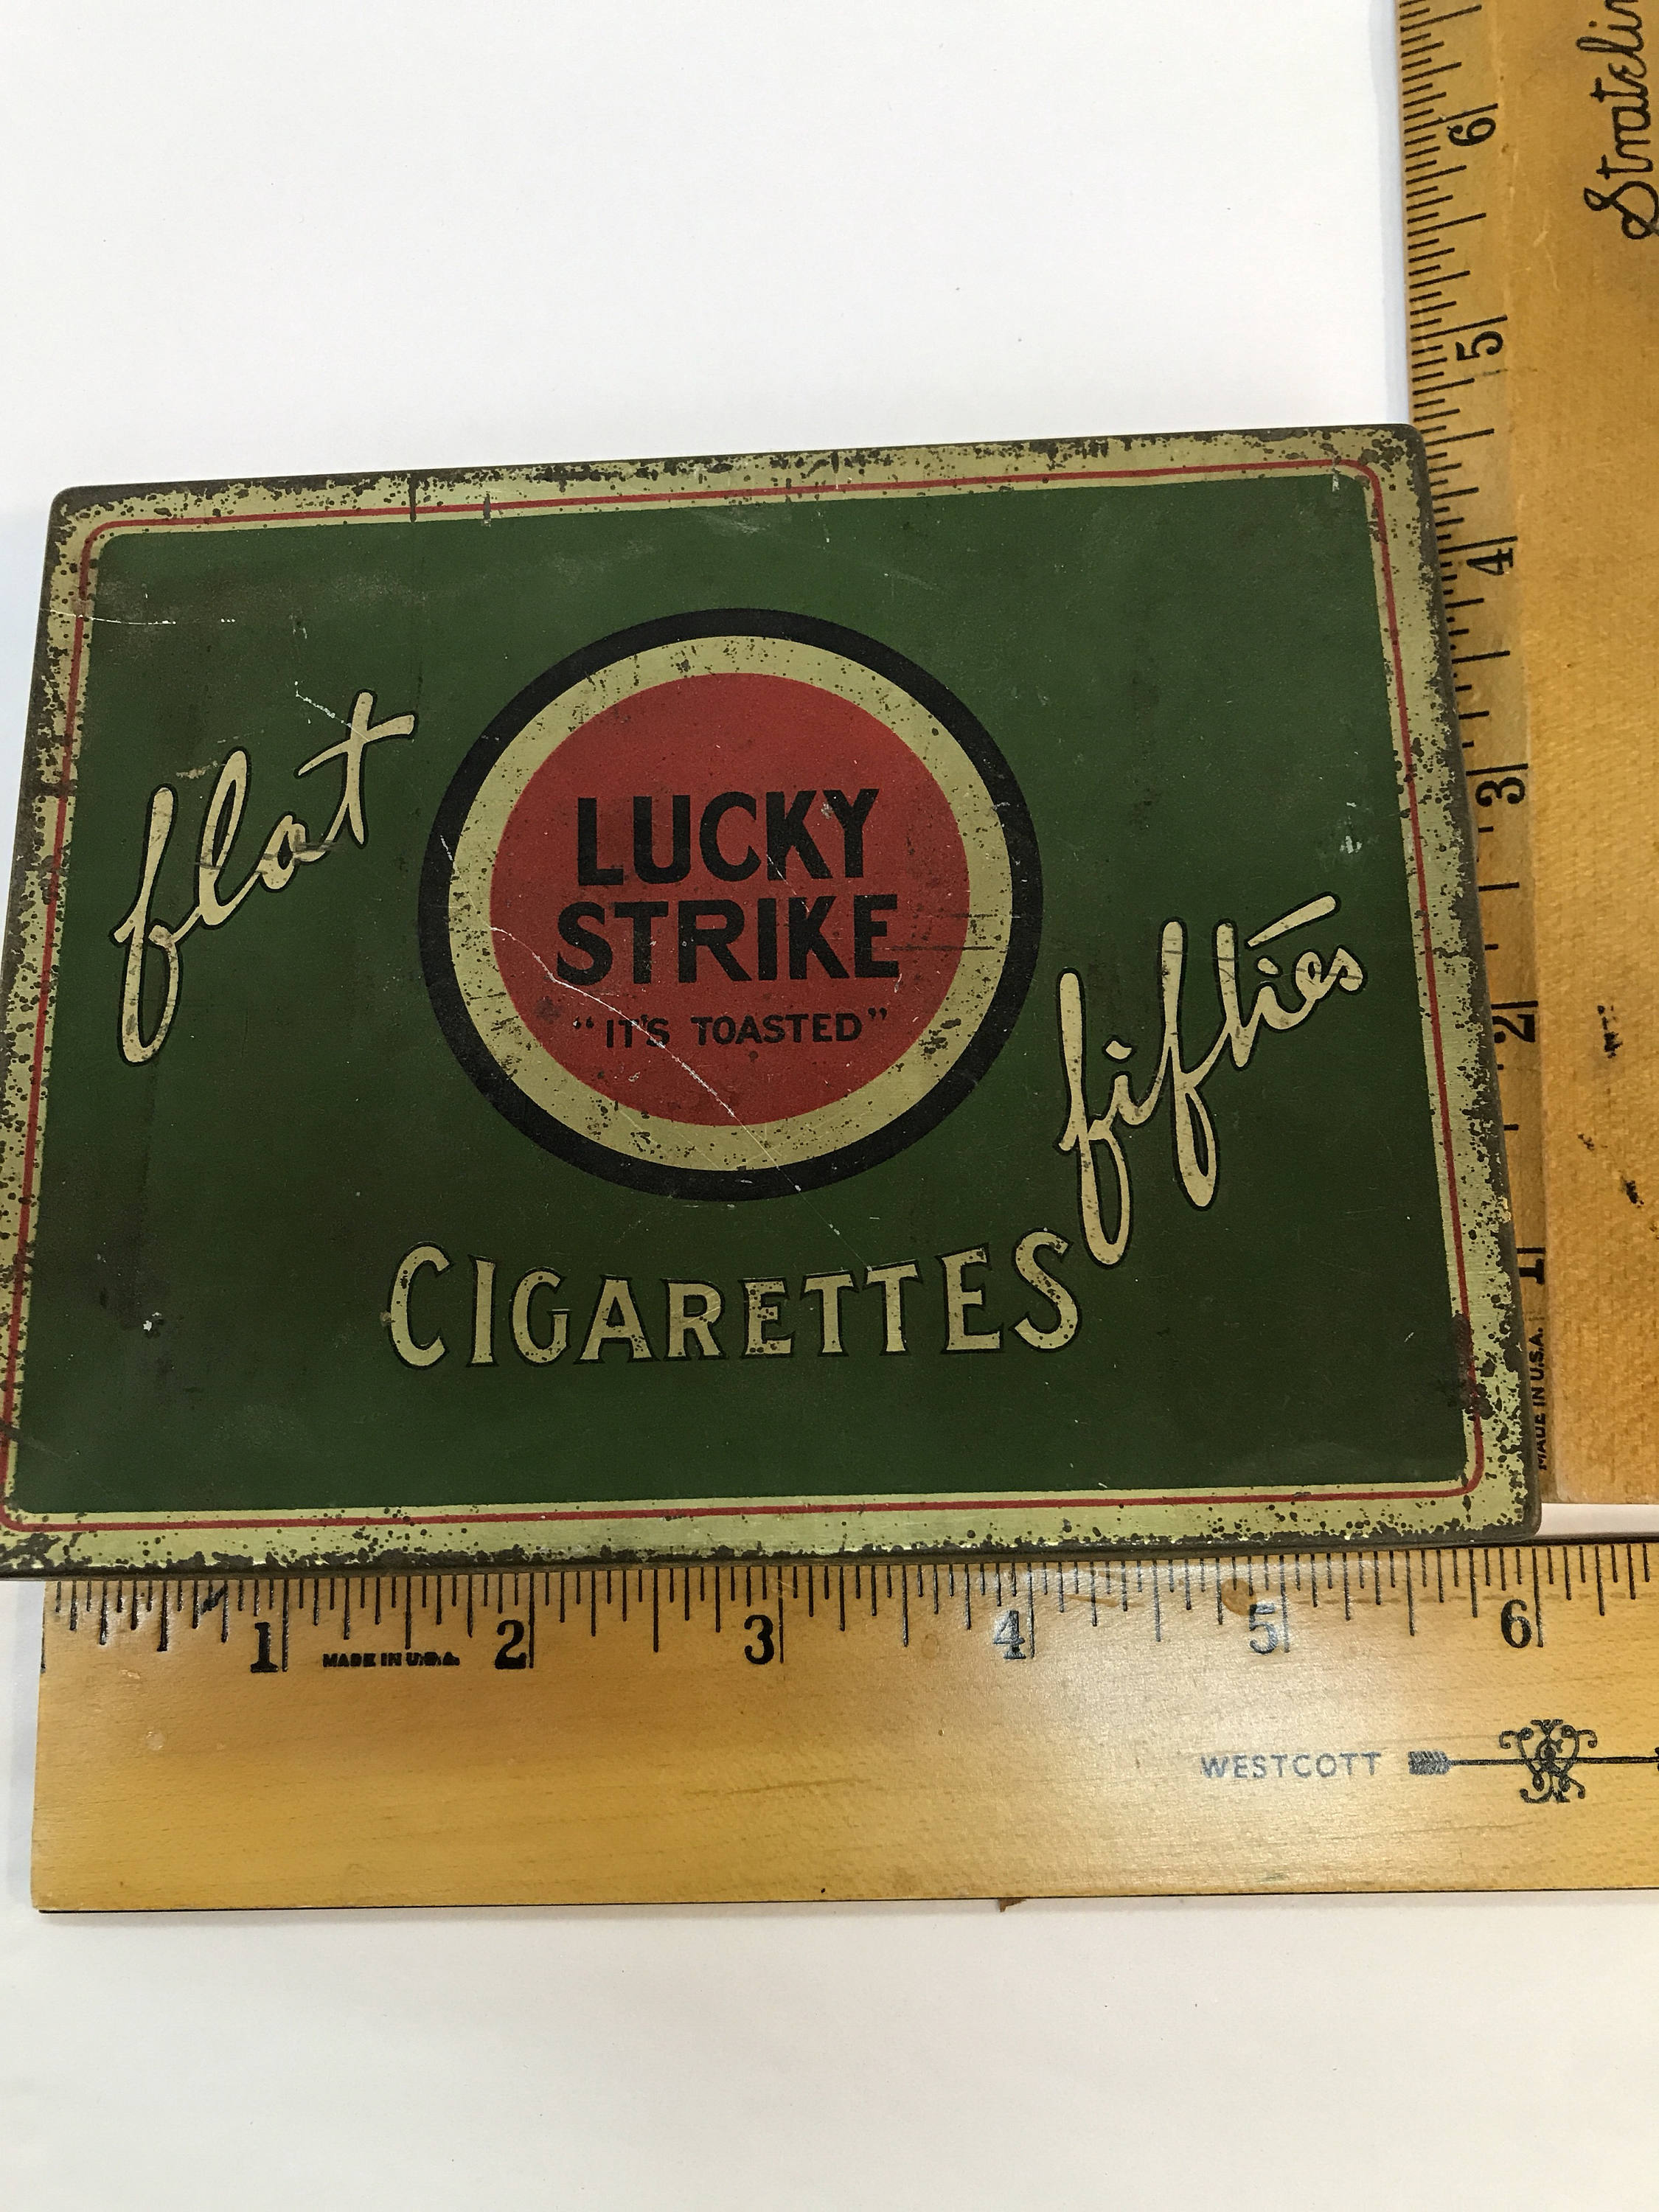 flat
LUCKY
STRIKE
"IT'S TOASTED"
fifties
CIGARETTES
1 2 3 4 5 6
MADE IN U.S.A.
WESTCOTT
6
5
4
3
2
1
MADE IN U.S.A.